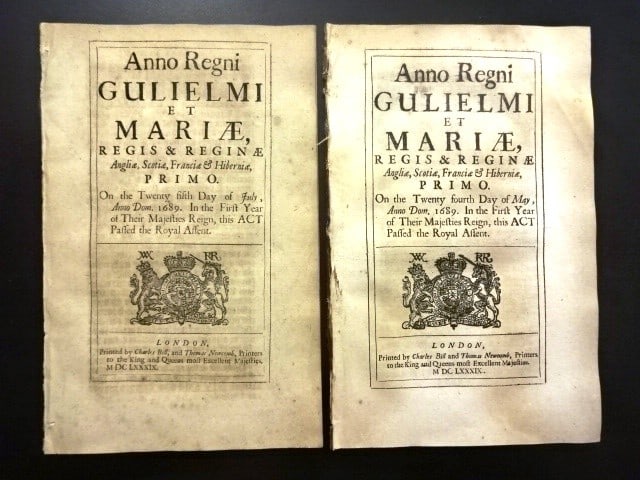 Anno Regni
GULIELMI
ET
MARIÆ,
REGIS & REGINÆ
Angliæ, Scotiæ, Franciæ & Hiberniæ,
PRIMO.
On the Twenty fifth Day of July,
Anno Dom. 1689. In the Firſt Year
of Their Majeſties Reign, this ACT
Paſſed the Royal Aſſent.
W RR
LONDON,
Printed by Charles Bill, and Thomas Newcomb, Printers
to the King and Queens moſt Excellent Majeſties.
M DC LXXXIX.
Anno Regni
GULIELMI
ET
MARIÆ,
REGIS & REGINÆ
Angliæ, Scotiæ, Franciæ & Hiberniæ,
PRIMO.
On the Twenty fourth Day of May,
Anno Dom. 1689. In the Firſt Year
of Their Majeſties Reign, this ACT
Paſſed the Royal Aſſent.
W RR
LONDON,
Printed by Charles Bill and Thomas Newcomb, Printers
to the King and Queens moſt Excellent Majeſties.
M DC LXXXIX.